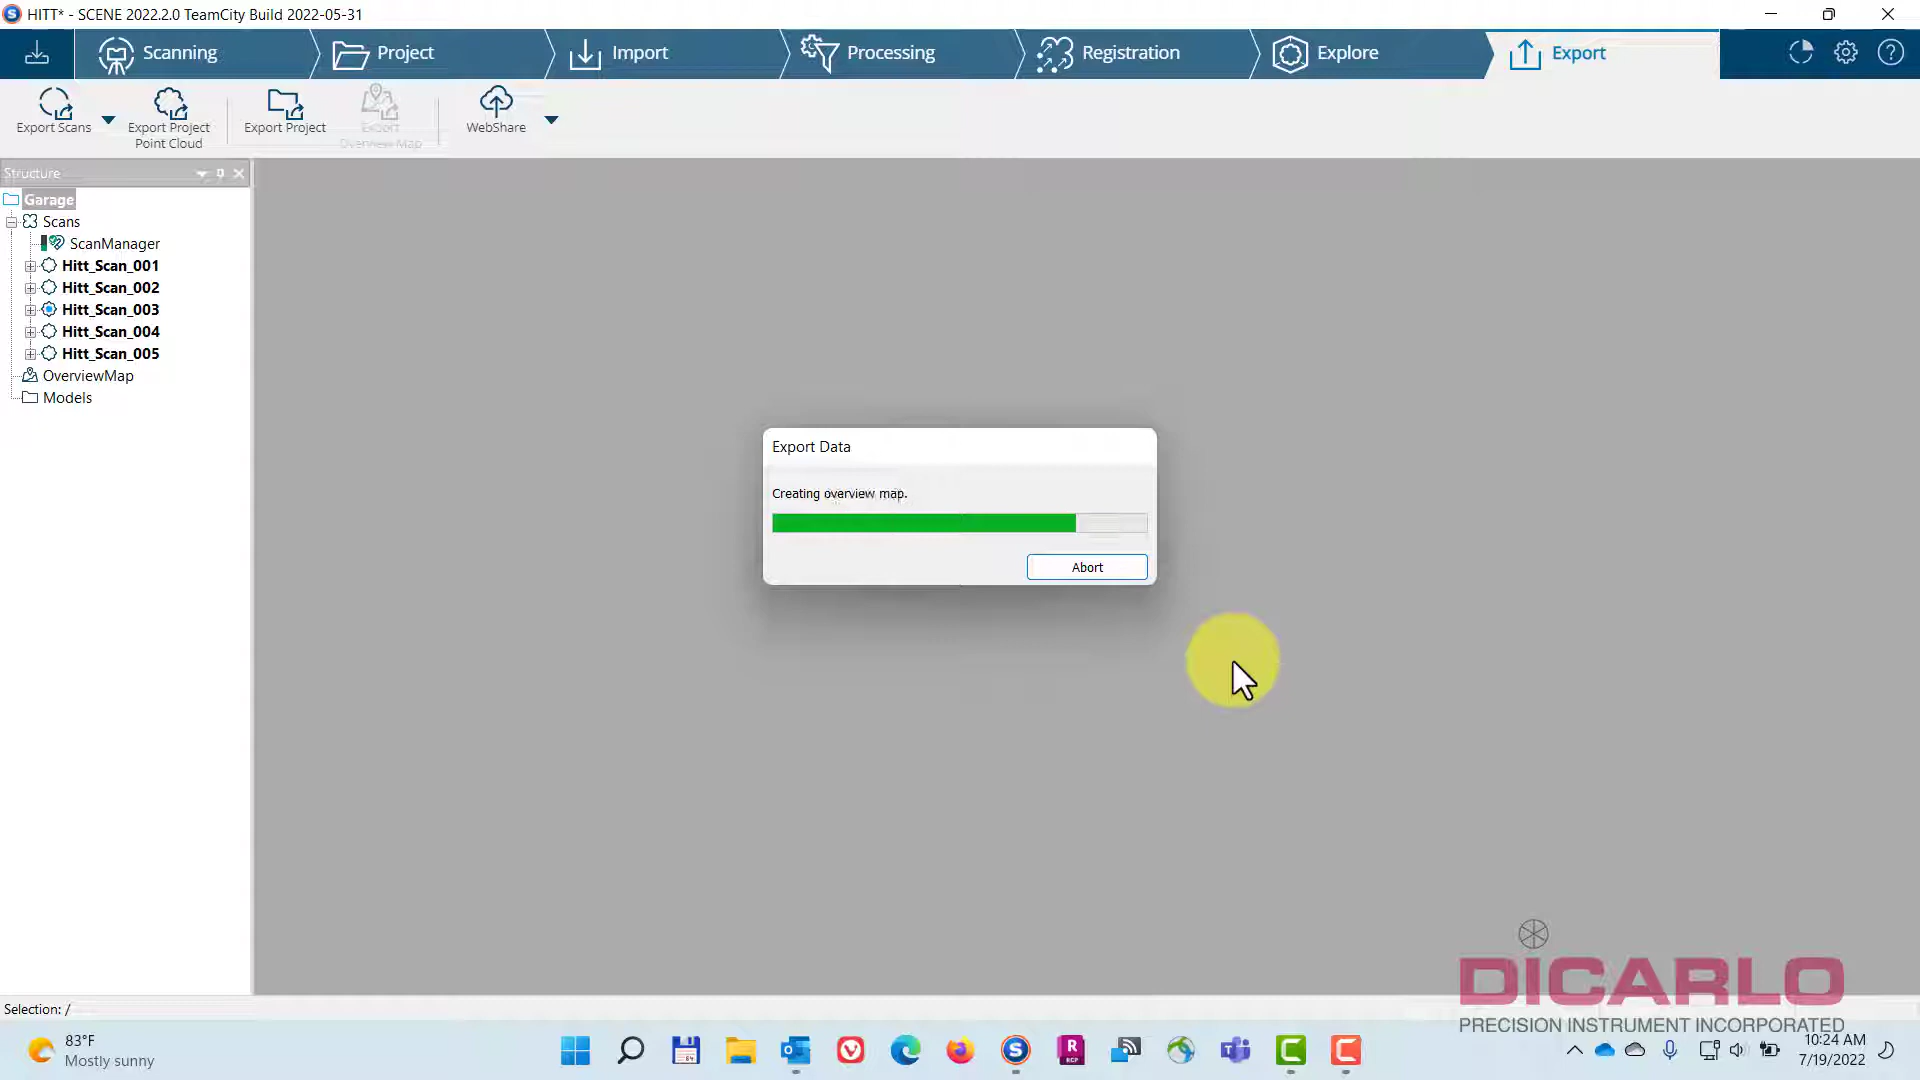 HITT* - SCENE 2022.2.0 TeamCity Build 2022-05-31
Scanning
Project
Import
Processing
Registration
Explore
Export
Export Scans
Export Project
Point Cloud
Export Project
Export
Overview Map
WebShare
Structure
Garage
Scans
ScanManager
Hitt_Scan_001
Hitt_Scan_002
Hitt_Scan_003
Hitt_Scan_004
Hitt_Scan_005
OverviewMap
Models
Export Data
Creating overview map.
Abort
DICARLO
PRECISION INSTRUMENT INCORPORATED
Selection: /
83°F
Mostly sunny
10:24 AM
7/19/2022